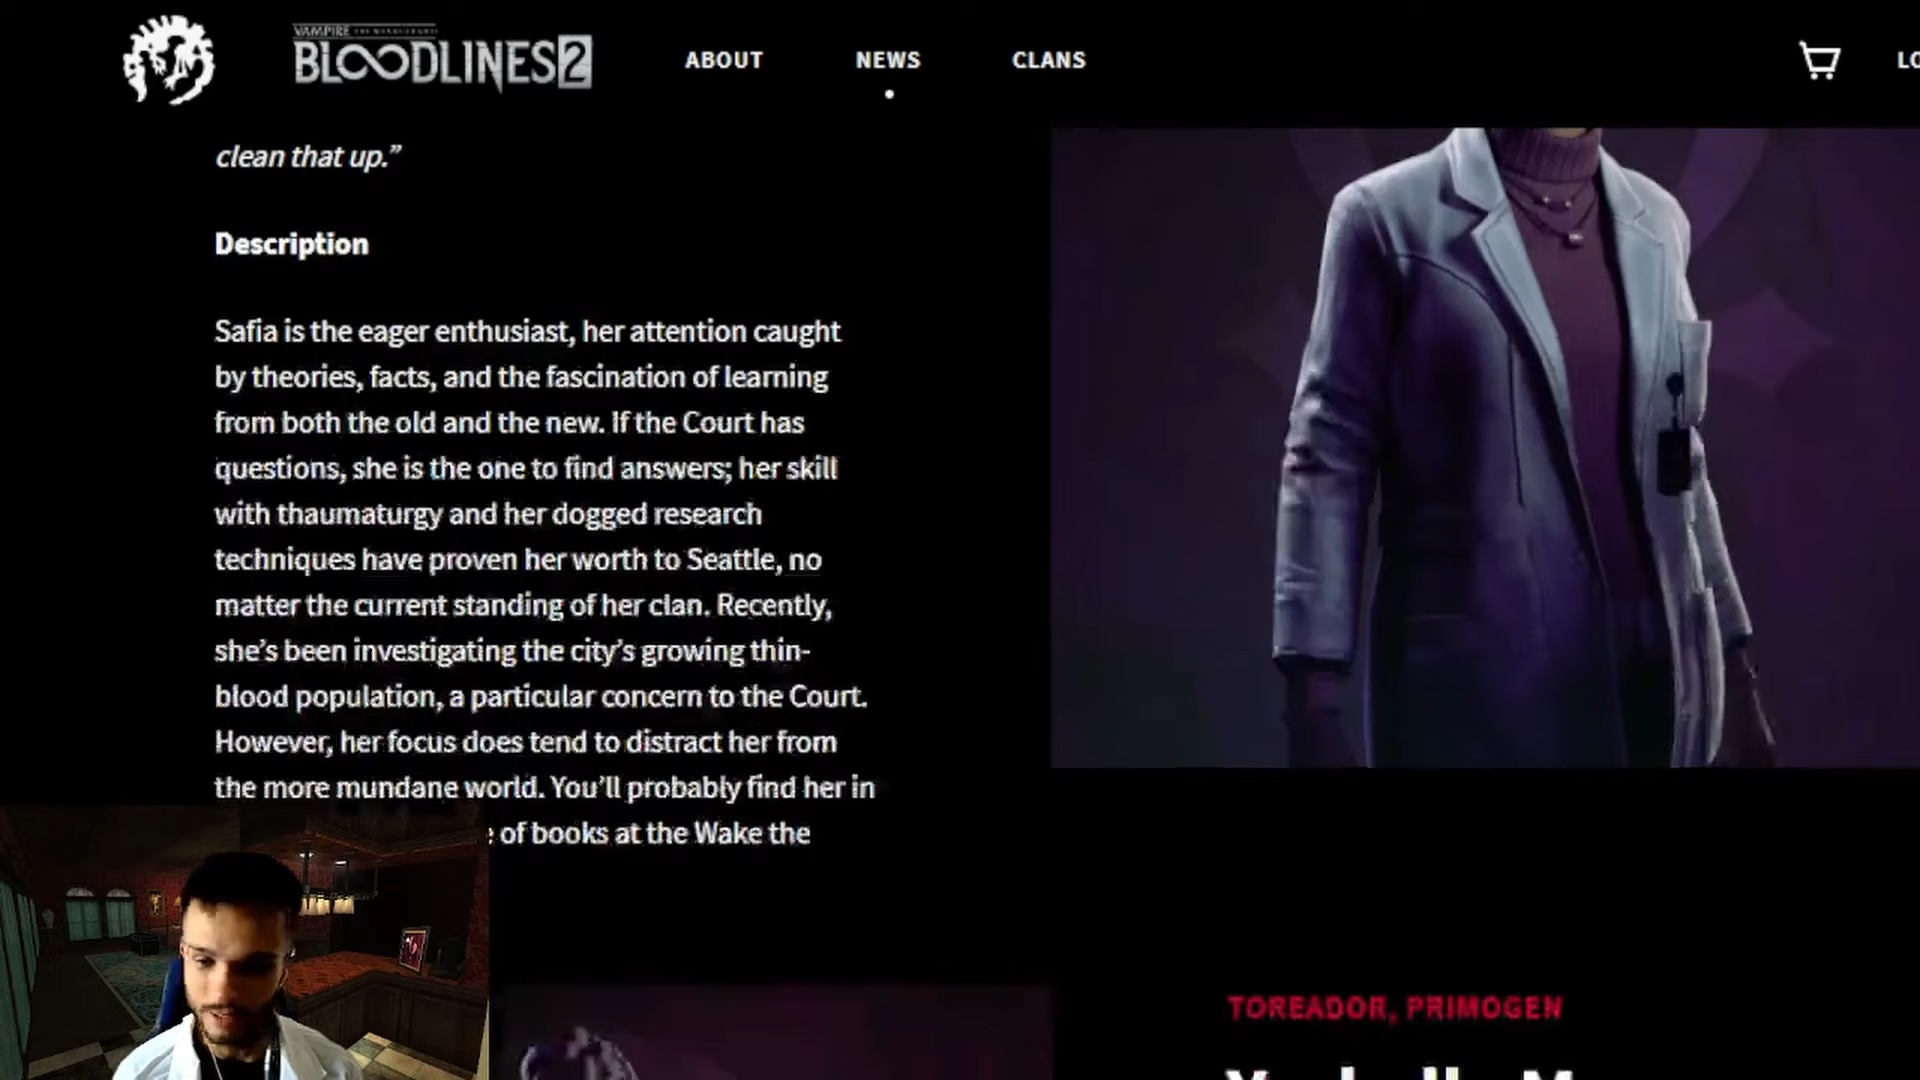 VAMPIRE
BLOODLINES 2
ABOUT
NEWS
CLANS
clean that up.”
Description
Safia is the eager enthusiast, her attention caught
by theories, facts, and the fascination of learning
from both the old and the new. If the Court has
questions, she is the one to find answers; her skill
with thaumaturgy and her dogged research
techniques have proven her worth to Seattle, no
matter the current standing of her clan. Recently,
she’s been investigating the city’s growing thin-
blood population, a particular concern to the Court.
However, her focus does tend to distract her from
the more mundane world. You’ll probably find her in
of books at the Wake the
TOREADOR, PRIMOGEN